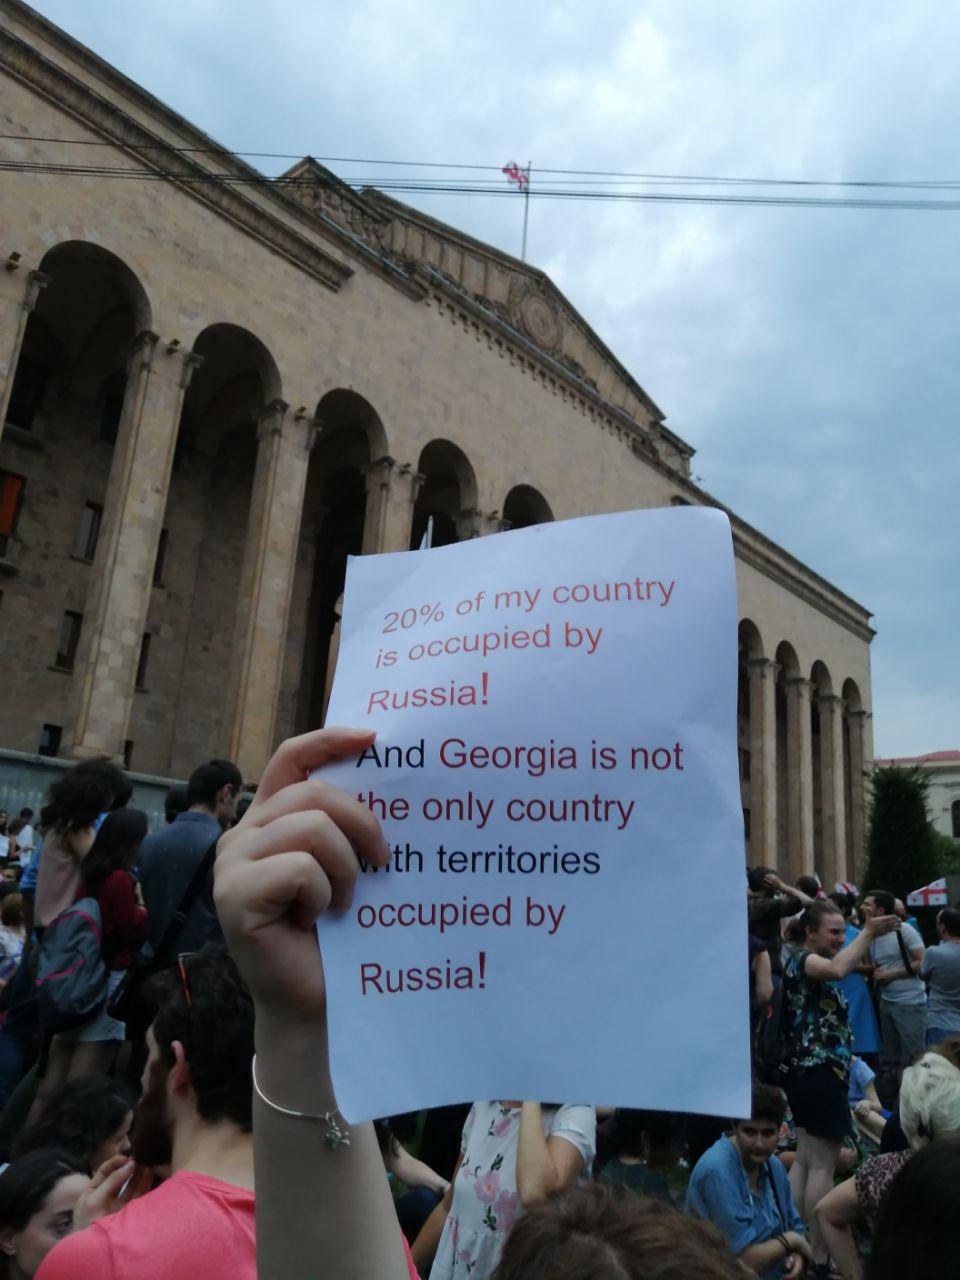 20% of my country
is occupied by
Russia!
And Georgia is not
the only country
with territories
occupied by
Russia!